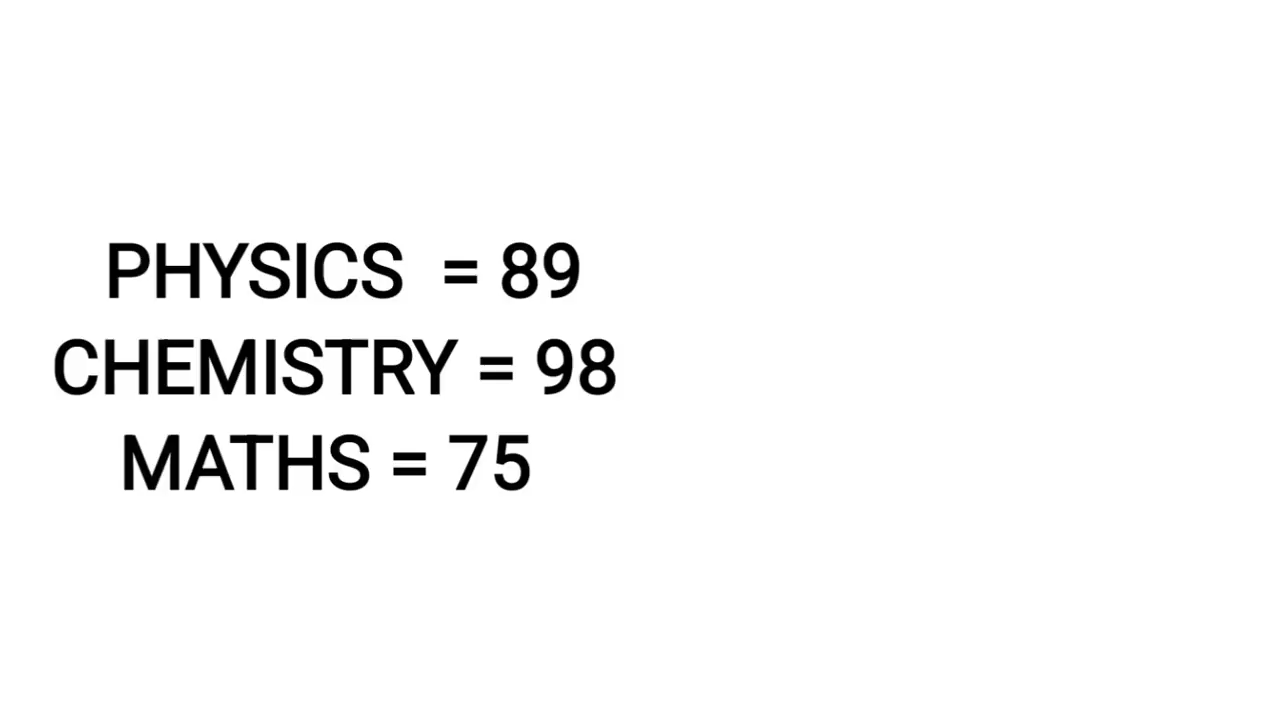 PHYSICS = 89
CHEMISTRY = 98
MATHS = 75